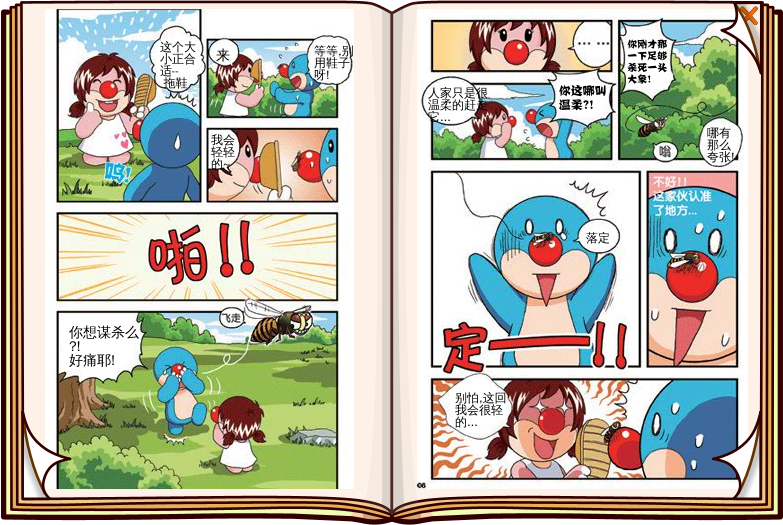 这个大
小正合
适--
拖鞋
呜!
来
等等,别
用鞋子
呀!
我会
轻轻
的
啪!!
你想谋杀么
?!
好痛耶!
飞走
... ...
人家只是很
温柔的赶走
它...
你这哪叫
温柔?!
你刚才那
一下足够
杀死一头
大象!
嗡
哪有
那么
夸张!
落定
定——!!
不好!!
这家伙认准
了地方...
别怕,这回
我会很轻
的...
06